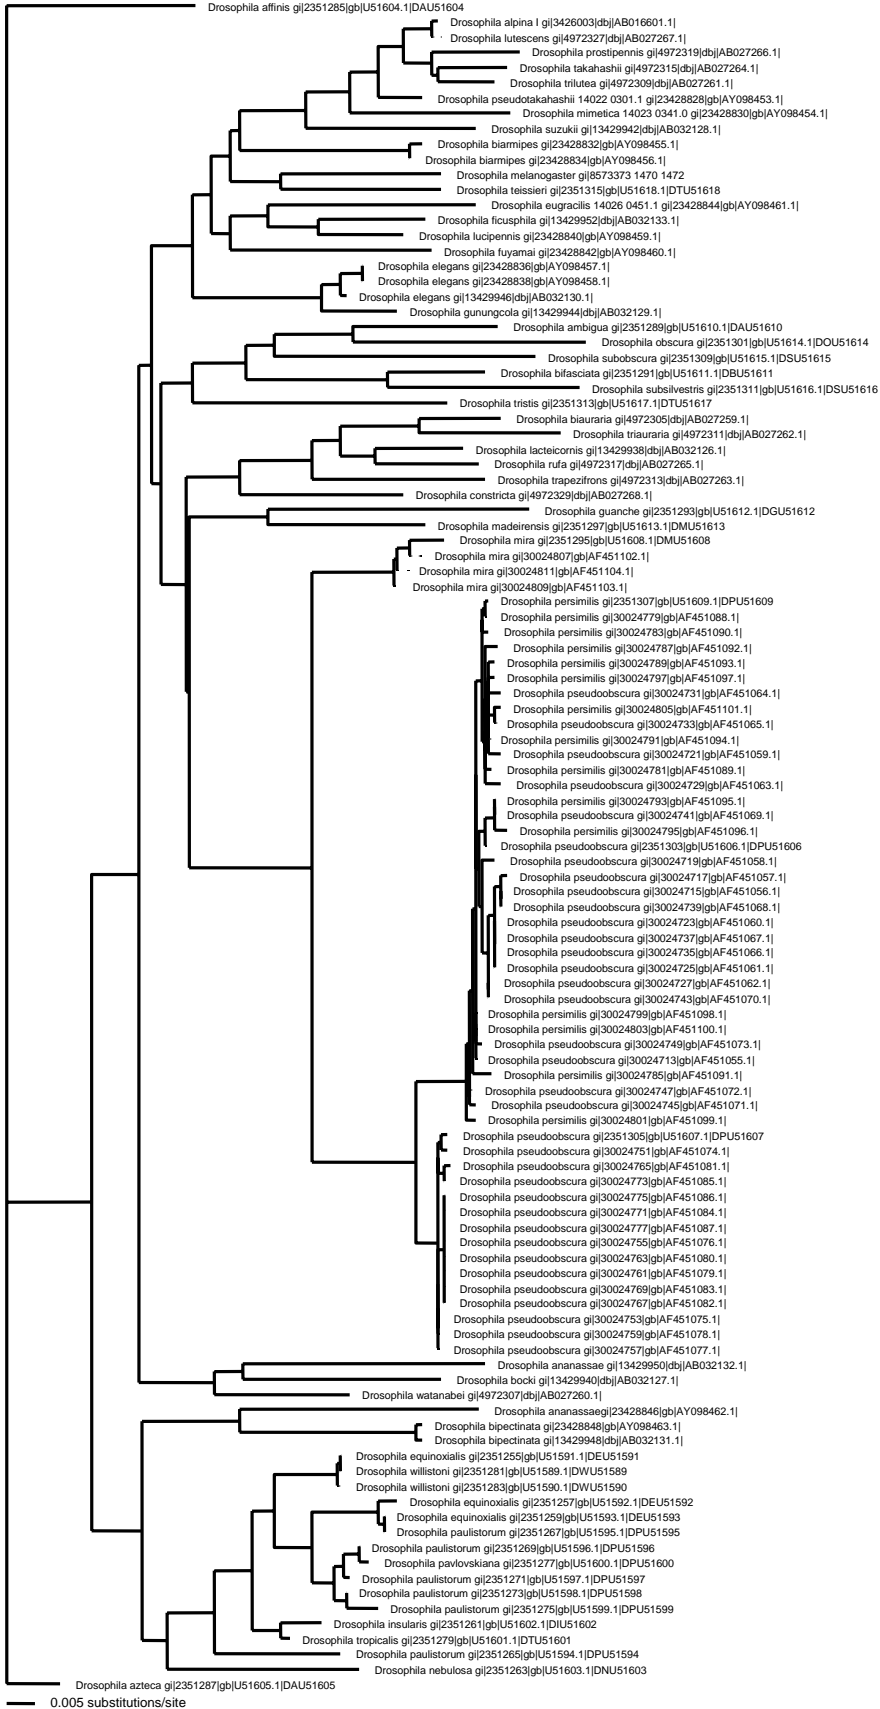 Drosophila affinis gi|2351285|gb|U51604.1|DAU51604
Drosophila alpina I gi|3426003|dbj|AB016601.1|
Drosophila lutescens gi|4972327|dbj|AB027267.1|
Drosophila prostipennis gi|4972319|dbj|AB027266.1|
Drosophila takahashii gi|4972315|dbj|AB027264.1|
Drosophila trilutea gi|4972309|dbj|AB027261.1|
Drosophila pseudotakahashii 14022 0301.1 gi|23428828|gb|AY098453.1|
Drosophila mimetica 14023 0341.0 gi|23428830|gb|AY098454.1|
Drosophila suzukii gi|13429942|dbj|AB032128.1|
Drosophila biarmipes gi|23428832|gb|AY098455.1|
Drosophila biarmipes gi|23428834|gb|AY098456.1|
Drosophila melanogaster gi|8573373 1470 1472
Drosophila teissieri gi|2351315|gb|U51618.1|DTU51618
Drosophila eugracilis 14026 0451.1 gi|23428844|gb|AY098461.1|
Drosophila ficusphila gi|13429952|dbj|AB032133.1|
Drosophila lucipennis gi|23428840|gb|AY098459.1|
Drosophila fuyamai gi|23428842|gb|AY098460.1|
Drosophila elegans gi|23428836|gb|AY098457.1|
Drosophila elegans gi|23428838|gb|AY098458.1|
Drosophila elegans gi|13429946|dbj|AB032130.1|
Drosophila gunungcola gi|13429944|dbj|AB032129.1|
Drosophila ambigua gi|2351289|gb|U51610.1|DAU51610
Drosophila obscura gi|2351301|gb|U51614.1|DOU51614
Drosophila subobscura gi|2351309|gb|U51615.1|DSU51615
Drosophila bifasciata gi|2351291|gb|U51611.1|DBU51611
Drosophila subsilvestris gi|2351311|gb|U51616.1|DSU51616
Drosophila tristis gi|2351313|gb|U51617.1|DTU51617
Drosophila biauraria gi|4972305|dbj|AB027259.1|
Drosophila triauraria gi|4972311|dbj|AB027262.1|
Drosophila lacteicornis gi|13429938|dbj|AB032126.1|
Drosophila rufa gi|4972317|dbj|AB027265.1|
Drosophila trapezifrons gi|4972313|dbj|AB027263.1|
Drosophila constricta gi|4972329|dbj|AB027268.1|
Drosophila guanche gi|2351293|gb|U51612.1|DGU51612
Drosophila madeirensis gi|2351297|gb|U51613.1|DMU51613
Drosophila mira gi|2351295|gb|U51608.1|DMU51608
Drosophila mira gi|30024807|gb|AF451102.1|
Drosophila mira gi|30024811|gb|AF451104.1|
Drosophila mira gi|30024809|gb|AF451103.1|
Drosophila persimilis gi|2351307|gb|U51609.1|DPU51609
Drosophila persimilis gi|30024779|gb|AF451088.1|
Drosophila persimilis gi|30024783|gb|AF451090.1|
Drosophila persimilis gi|30024787|gb|AF451092.1|
Drosophila persimilis gi|30024789|gb|AF451093.1|
Drosophila persimilis gi|30024797|gb|AF451097.1|
Drosophila pseudoobscura gi|30024731|gb|AF451064.1|
Drosophila persimilis gi|30024805|gb|AF451101.1|
Drosophila pseudoobscura gi|30024733|gb|AF451065.1|
Drosophila persimilis gi|30024791|gb|AF451094.1|
Drosophila pseudoobscura gi|30024721|gb|AF451059.1|
Drosophila persimilis gi|30024781|gb|AF451089.1|
Drosophila pseudoobscura gi|30024729|gb|AF451063.1|
Drosophila persimilis gi|30024793|gb|AF451095.1|
Drosophila pseudoobscura gi|30024741|gb|AF451069.1|
Drosophila persimilis gi|30024795|gb|AF451096.1|
Drosophila pseudoobscura gi|2351303|gb|U51606.1|DPU51606
Drosophila pseudoobscura gi|30024719|gb|AF451058.1|
Drosophila pseudoobscura gi|30024717|gb|AF451057.1|
Drosophila pseudoobscura gi|30024715|gb|AF451056.1|
Drosophila pseudoobscura gi|30024739|gb|AF451068.1|
Drosophila pseudoobscura gi|30024723|gb|AF451060.1|
Drosophila pseudoobscura gi|30024737|gb|AF451067.1|
Drosophila pseudoobscura gi|30024735|gb|AF451066.1|
Drosophila pseudoobscura gi|30024725|gb|AF451061.1|
Drosophila pseudoobscura gi|30024727|gb|AF451062.1|
Drosophila pseudoobscura gi|30024743|gb|AF451070.1|
Drosophila persimilis gi|30024799|gb|AF451098.1|
Drosophila persimilis gi|30024803|gb|AF451100.1|
Drosophila pseudoobscura gi|30024749|gb|AF451073.1|
Drosophila pseudoobscura gi|30024713|gb|AF451055.1|
Drosophila persimilis gi|30024785|gb|AF451091.1|
Drosophila pseudoobscura gi|30024747|gb|AF451072.1|
Drosophila pseudoobscura gi|30024745|gb|AF451071.1|
Drosophila persimilis gi|30024801|gb|AF451099.1|
Drosophila pseudoobscura gi|2351305|gb|U51607.1|DPU51607
Drosophila pseudoobscura gi|30024751|gb|AF451074.1|
Drosophila pseudoobscura gi|30024765|gb|AF451081.1|
Drosophila pseudoobscura gi|30024773|gb|AF451085.1|
Drosophila pseudoobscura gi|30024775|gb|AF451086.1|
Drosophila pseudoobscura gi|30024771|gb|AF451084.1|
Drosophila pseudoobscura gi|30024777|gb|AF451087.1|
Drosophila pseudoobscura gi|30024755|gb|AF451076.1|
Drosophila pseudoobscura gi|30024763|gb|AF451080.1|
Drosophila pseudoobscura gi|30024761|gb|AF451079.1|
Drosophila pseudoobscura gi|30024769|gb|AF451083.1|
Drosophila pseudoobscura gi|30024767|gb|AF451082.1|
Drosophila pseudoobscura gi|30024753|gb|AF451075.1|
Drosophila pseudoobscura gi|30024759|gb|AF451078.1|
Drosophila pseudoobscura gi|30024757|gb|AF451077.1|
Drosophila ananassae gi|13429950|dbj|AB032132.1|
Drosophila bocki gi|13429940|dbj|AB032127.1|
Drosophila watanabei gi|4972307|dbj|AB027260.1|
Drosophila ananassaegi|23428846|gb|AY098462.1|
Drosophila bipectinata gi|23428848|gb|AY098463.1|
Drosophila bipectinata gi|13429948|dbj|AB032131.1|
Drosophila equinoxialis gi|2351255|gb|U51591.1|DEU51591
Drosophila willistoni gi|2351281|gb|U51589.1|DWU51589
Drosophila willistoni gi|2351283|gb|U51590.1|DWU51590
Drosophila equinoxialis gi|2351257|gb|U51592.1|DEU51592
Drosophila equinoxialis gi|2351259|gb|U51593.1|DEU51593
Drosophila paulistorum gi|2351267|gb|U51595.1|DPU51595
Drosophila paulistorum gi|2351269|gb|U51596.1|DPU51596
Drosophila pavlovskiana gi|2351277|gb|U51600.1|DPU51600
Drosophila paulistorum gi|2351271|gb|U51597.1|DPU51597
Drosophila paulistorum gi|2351273|gb|U51598.1|DPU51598
Drosophila paulistorum gi|2351275|gb|U51599.1|DPU51599
Drosophila insularis gi|2351261|gb|U51602.1|DIU51602
Drosophila tropicalis gi|2351279|gb|U51601.1|DTU51601
Drosophila paulistorum gi|2351265|gb|U51594.1|DPU51594
Drosophila nebulosa gi|2351263|gb|U51603.1|DNU51603
Drosophila azteca gi|2351287|gb|U51605.1|DAU51605
0.005 substitutions/site